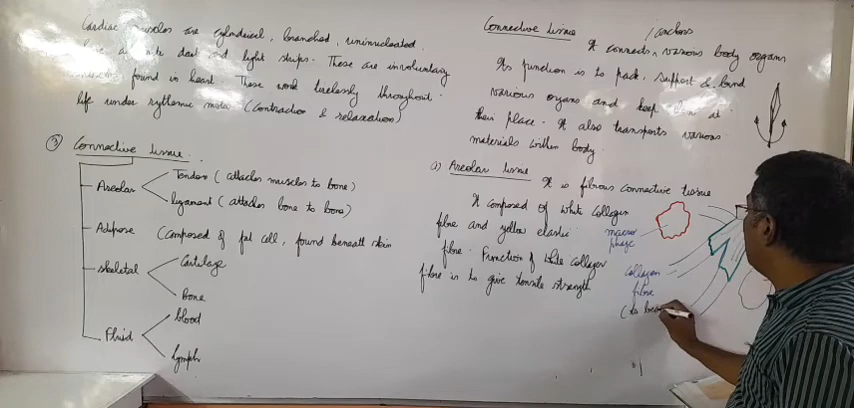 Cardiac muscles are cylindrical, branched, uninucleated.
dark and light strips. These are involuntary
found in heart. These work tirelessly throughout
life under rythemic motion (contraction & relaxation)
③ Connective tissue
Areolar
Tendon (attaches muscles to bone)
ligament (attaches bone to bone)
Adipose (composed of fat cell, found beneath skin
skeletal
Cartilage
Bone
Fluid
blood
lymph
Connective tissue
/anchors
It connects ^ various body organs
Its function is to pack, support & bind
various organs and keep them at
their place. It also transports various
materials within body.
a) Areolar tissue
It is fibrous connective tissue
It composed of white collagen
fibre and yellow elastic
fibre. Function of white collagen
fibre is to give tensile strength
macro
phage
Collagen
fibre